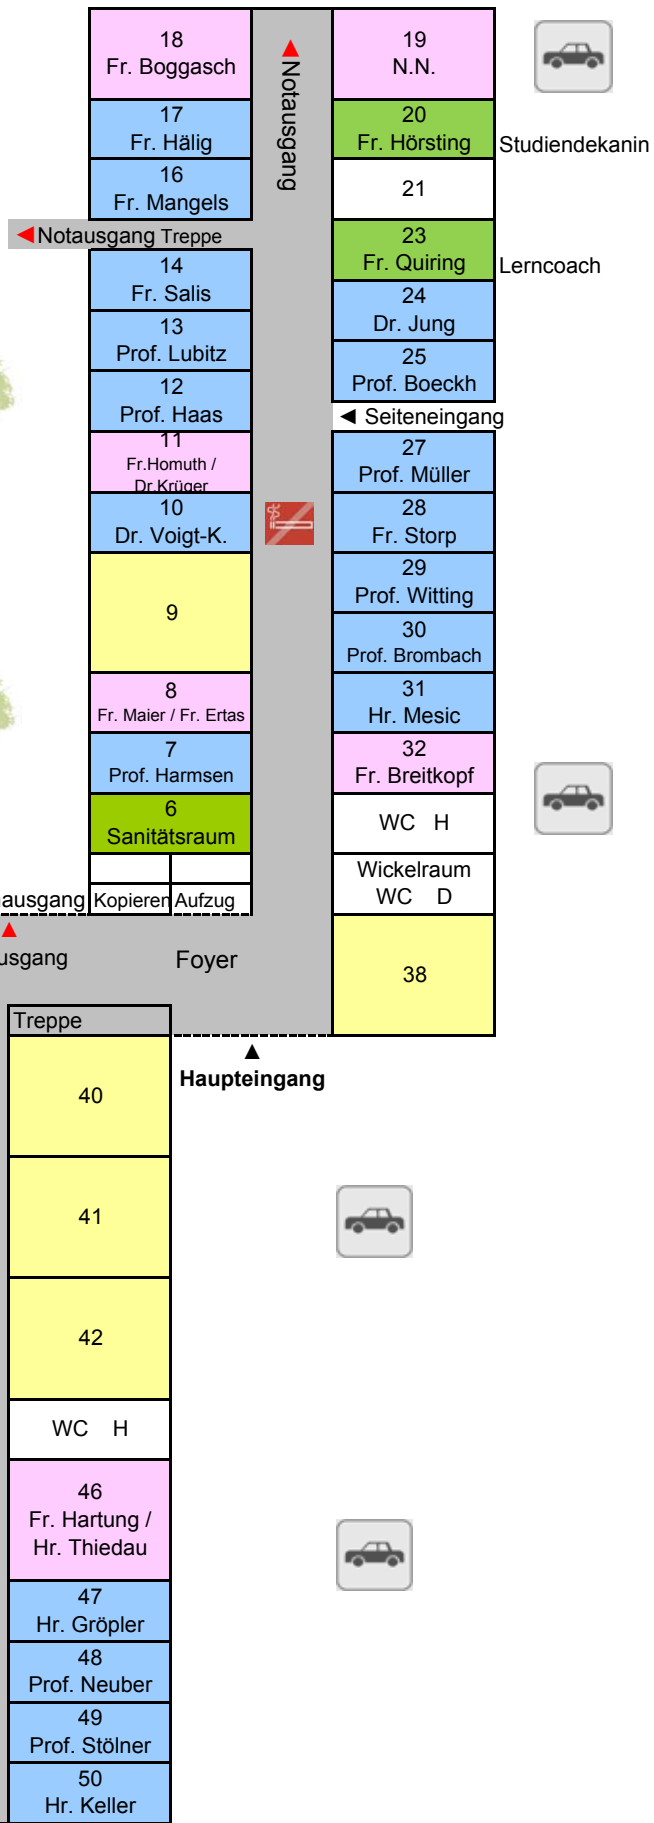 18
Fr. Boggasch
17
Fr. Hälig
16
Fr. Mangels
Notausgang Treppe
14
Fr. Salis
13
Prof. Lubitz
12
Prof. Haas
11
Fr.Homuth /
Dr.Krüger
10
Dr. Voigt-K.
9
8
Fr. Maier / Fr. Ertas
7
Prof. Harmsen
6
Sanitätsraum
ausgang
Kopieren
Aufzug
usgang
Foyer
Notausgang
19
N.N.
20
Fr. Hörsting
Studiendekanin
21
23
Fr. Quiring
Lerncoach
24
Dr. Jung
25
Prof. Boeckh
Seiteneingang
27
Prof. Müller
28
Fr. Storp
29
Prof. Witting
30
Prof. Brombach
31
Hr. Mesic
32
Fr. Breitkopf
WC H
Wickelraum
WC D
38
Haupteingang
Treppe
40
41
42
WC H
46
Fr. Hartung /
Hr. Thiedau
47
Hr. Gröpler
48
Prof. Neuber
49
Prof. Stölner
50
Hr. Keller